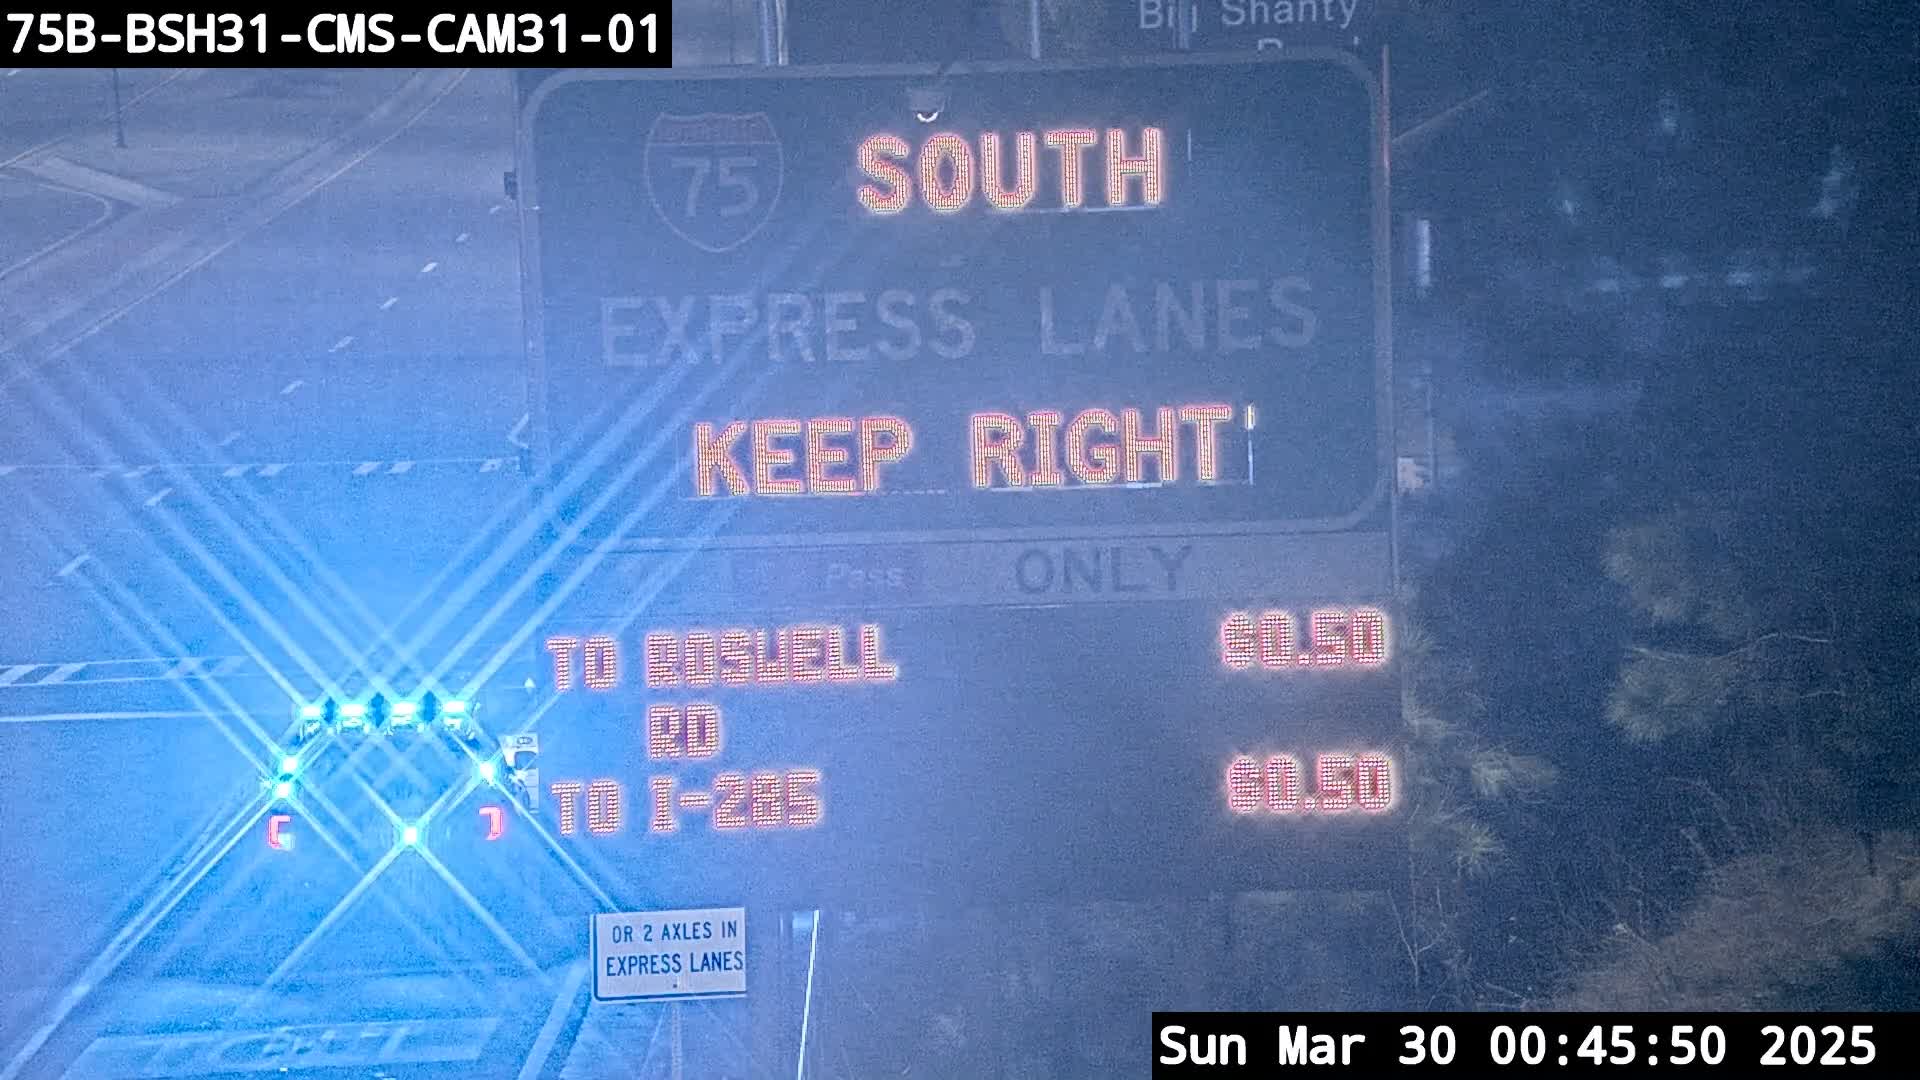 75B-BSH31-CMS-CAM31-01
Big Shanty
75
SOUTH
EXPRESS LANES
KEEP RIGHT
Pass ONLY
TO ROSWELL $0.50
RD
TO I-285 $0.50
OR 2 AXLES IN
EXPRESS LANES
Sun Mar 30 00:45:50 2025